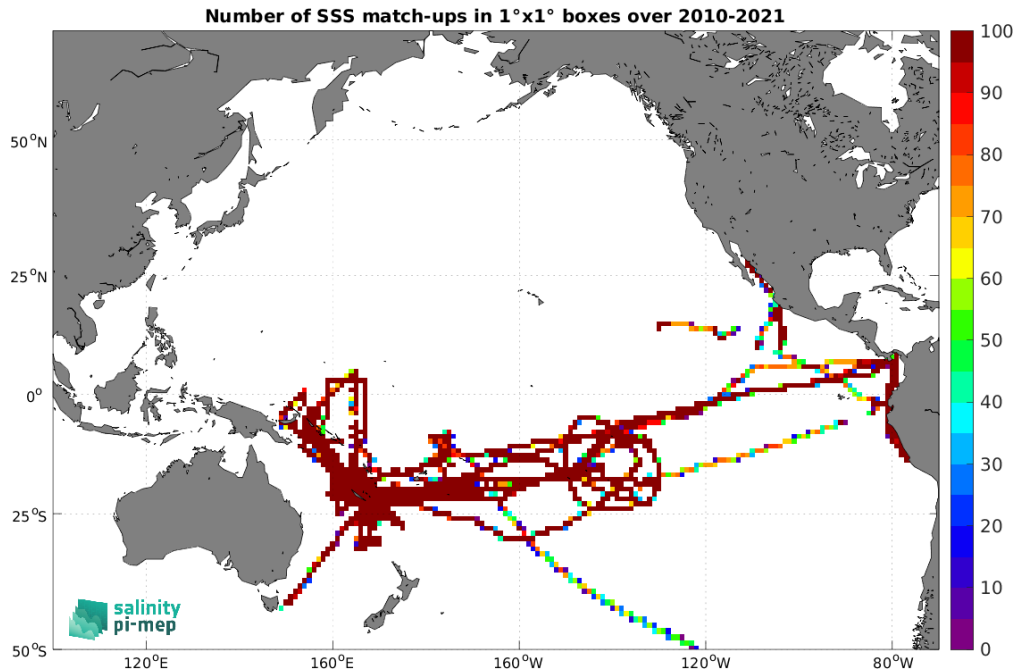 Number of SSS match-ups in 1°x1° boxes over 2010-2021
50°N
25°N
0°
25°S
50°S
120°E
160°E
160°W
120°W
80°W
100
90
80
70
60
50
40
30
20
10
0
salinity
pi-mep